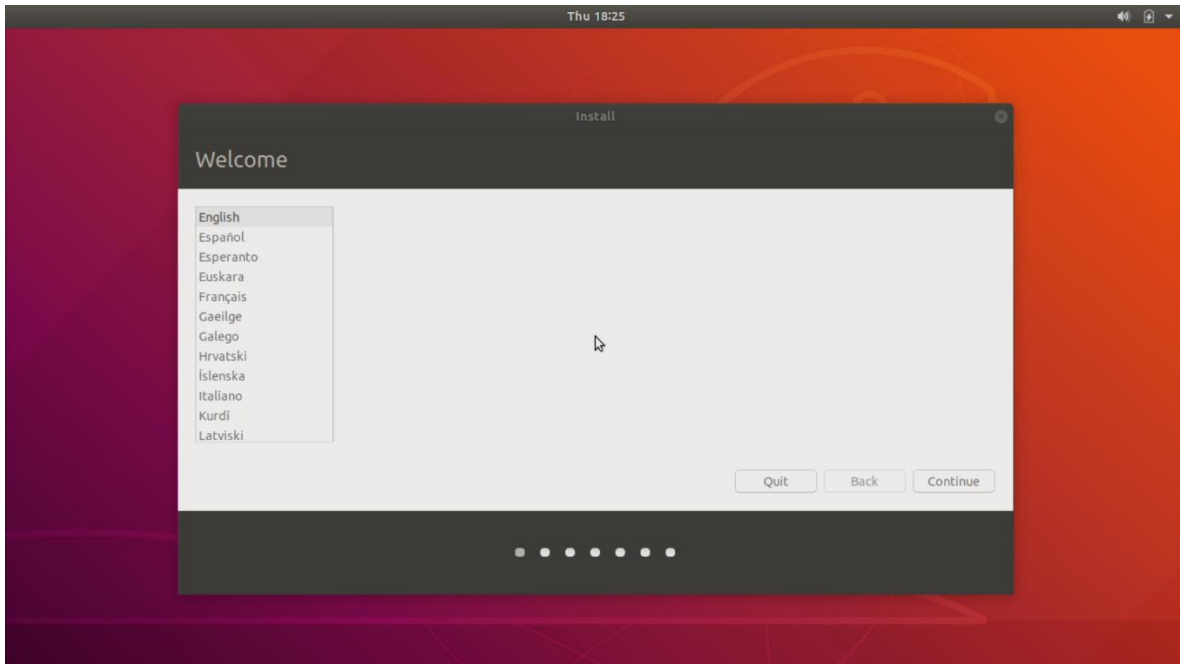 Thu 18:25
Install
Welcome
English
Español
Esperanto
Euskara
Français
Gaeilge
Galego
Hrvatski
Íslenska
Italiano
Kurdî
Latviski
Quit Back Continue